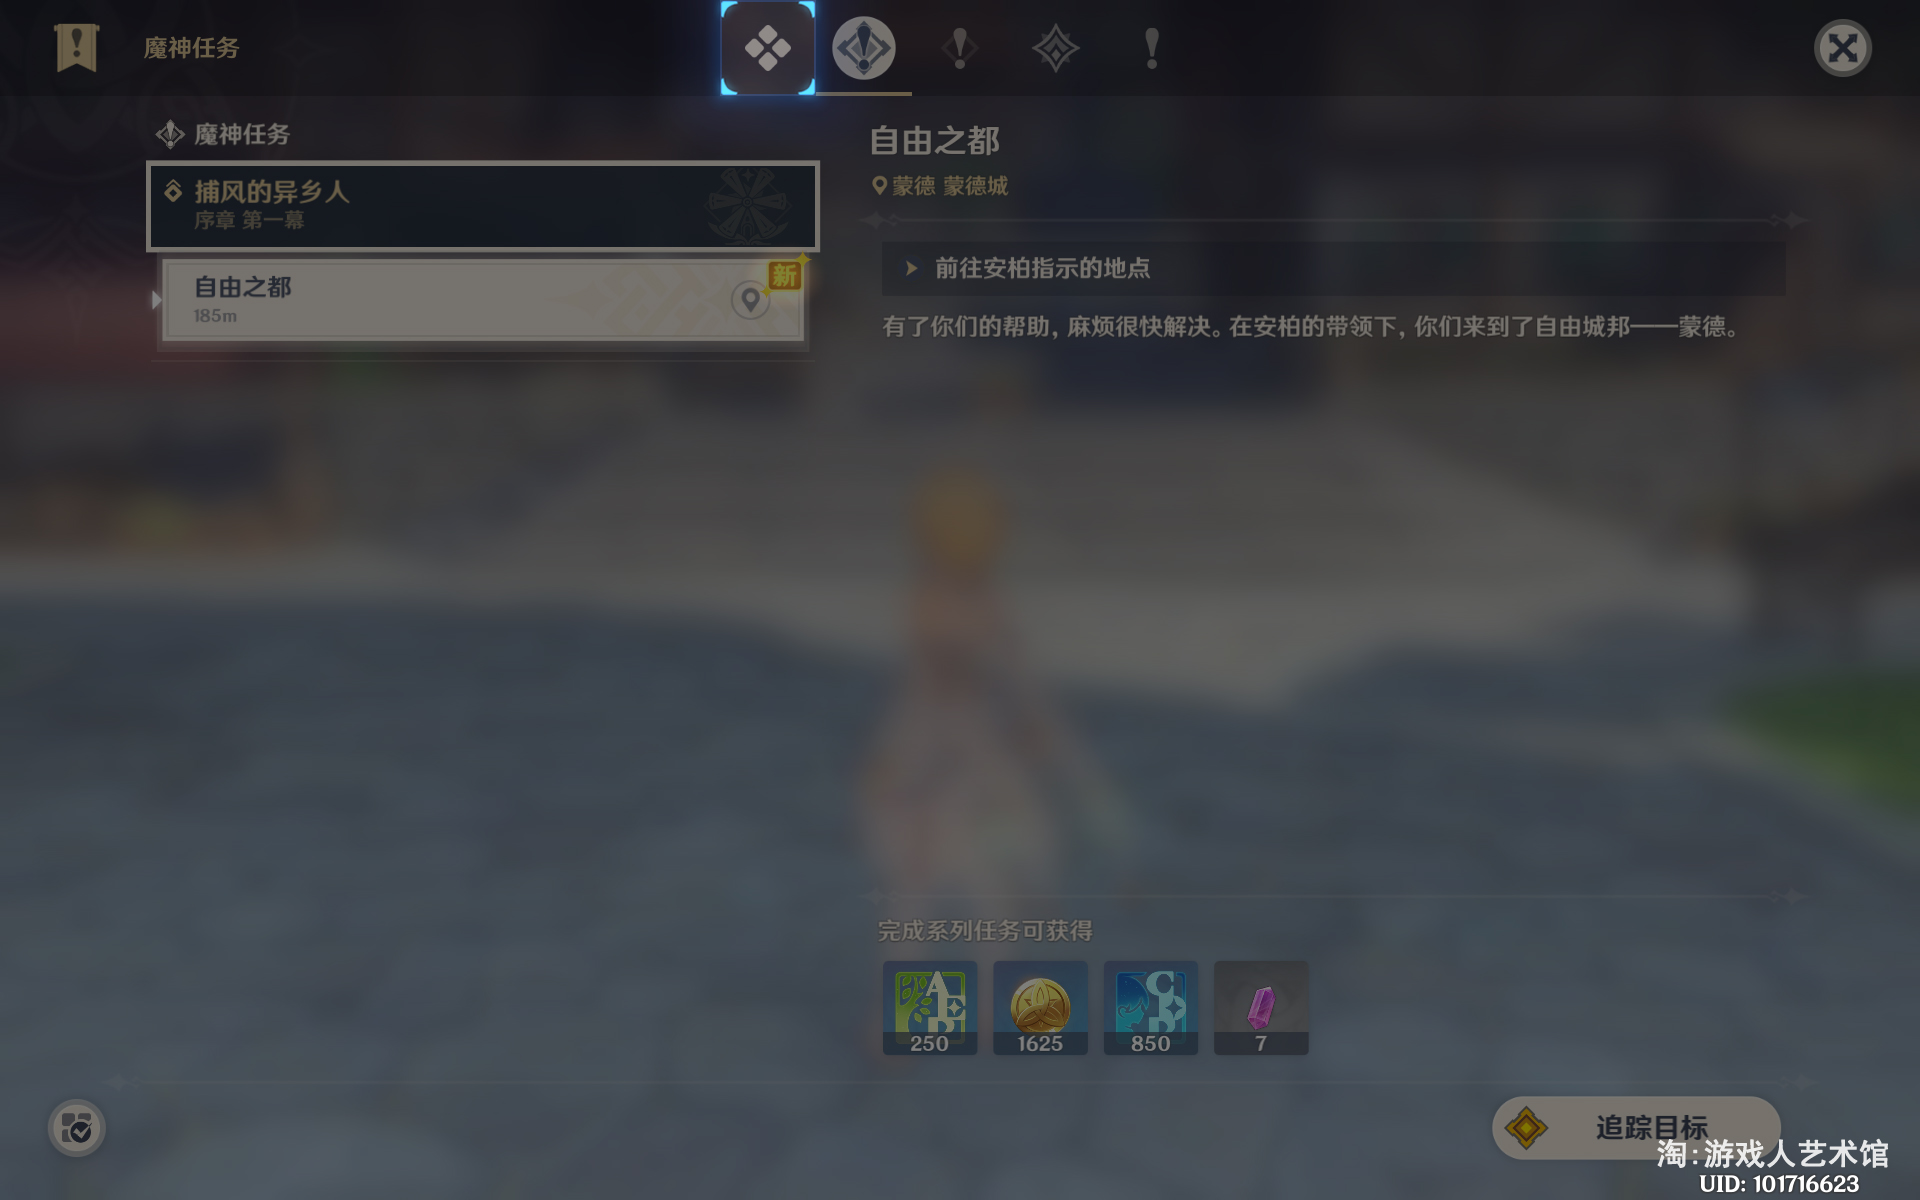 魔神任务
魔神任务
捕风的异乡人
序章 第一幕
自由之都
185m
新
自由之都
蒙德 蒙德城
前往安柏指示的地点
有了你们的帮助，麻烦很快解决。在安柏的带领下，你们来到了自由城邦——蒙德。
完成系列任务可获得
250
1625
850
7
追踪目标
淘:游戏人艺术馆
UID: 101716623